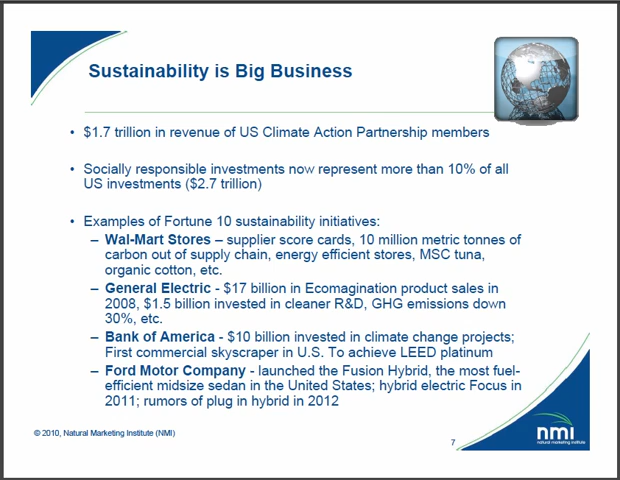 Sustainability is Big Business
• $1.7 trillion in revenue of US Climate Action Partnership members
• Socially responsible investments now represent more than 10% of all
US investments ($2.7 trillion)
• Examples of Fortune 10 sustainability initiatives:
– Wal-Mart Stores – supplier score cards, 10 million metric tonnes of
carbon out of supply chain, energy efficient stores, MSC tuna,
organic cotton, etc.
– General Electric - $17 billion in Ecomagination product sales in
2008, $1.5 billion invested in cleaner R&D, GHG emissions down
30%, etc.
– Bank of America - $10 billion invested in climate change projects;
First commercial skyscraper in U.S. To achieve LEED platinum
– Ford Motor Company - launched the Fusion Hybrid, the most fuel-
efficient midsize sedan in the United States; hybrid electric Focus in
2011; rumors of plug in hybrid in 2012
© 2010, Natural Marketing Institute (NMI)
7
nmi
natural marketing institute